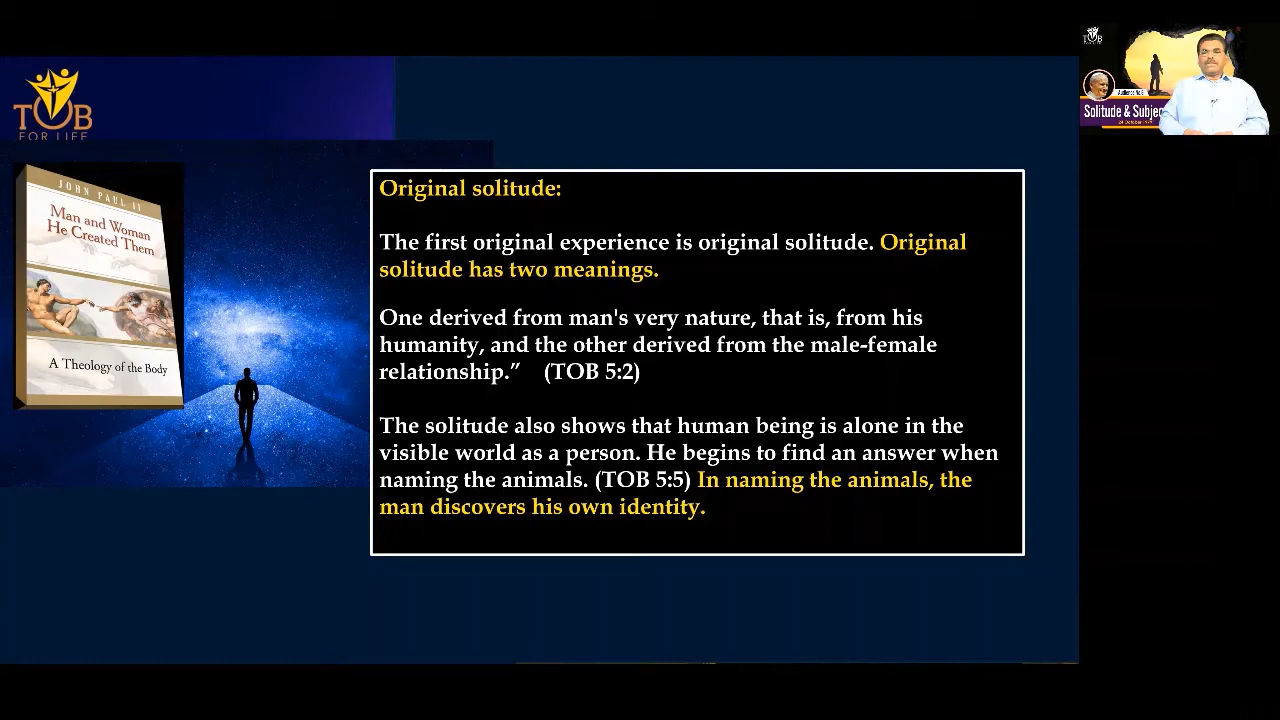 TOB
FOR LIFE
JOHN PAUL II
Man and Woman
He Created Them
A Theology of the Body
Original solitude:
The first original experience is original solitude. Original
solitude has two meanings.
One derived from man's very nature, that is, from his
humanity, and the other derived from the male-female
relationship.” (TOB 5:2)
The solitude also shows that human being is alone in the
visible world as a person. He begins to find an answer when
naming the animals. (TOB 5:5) In naming the animals, the
man discovers his own identity.
TOB
Solitude &